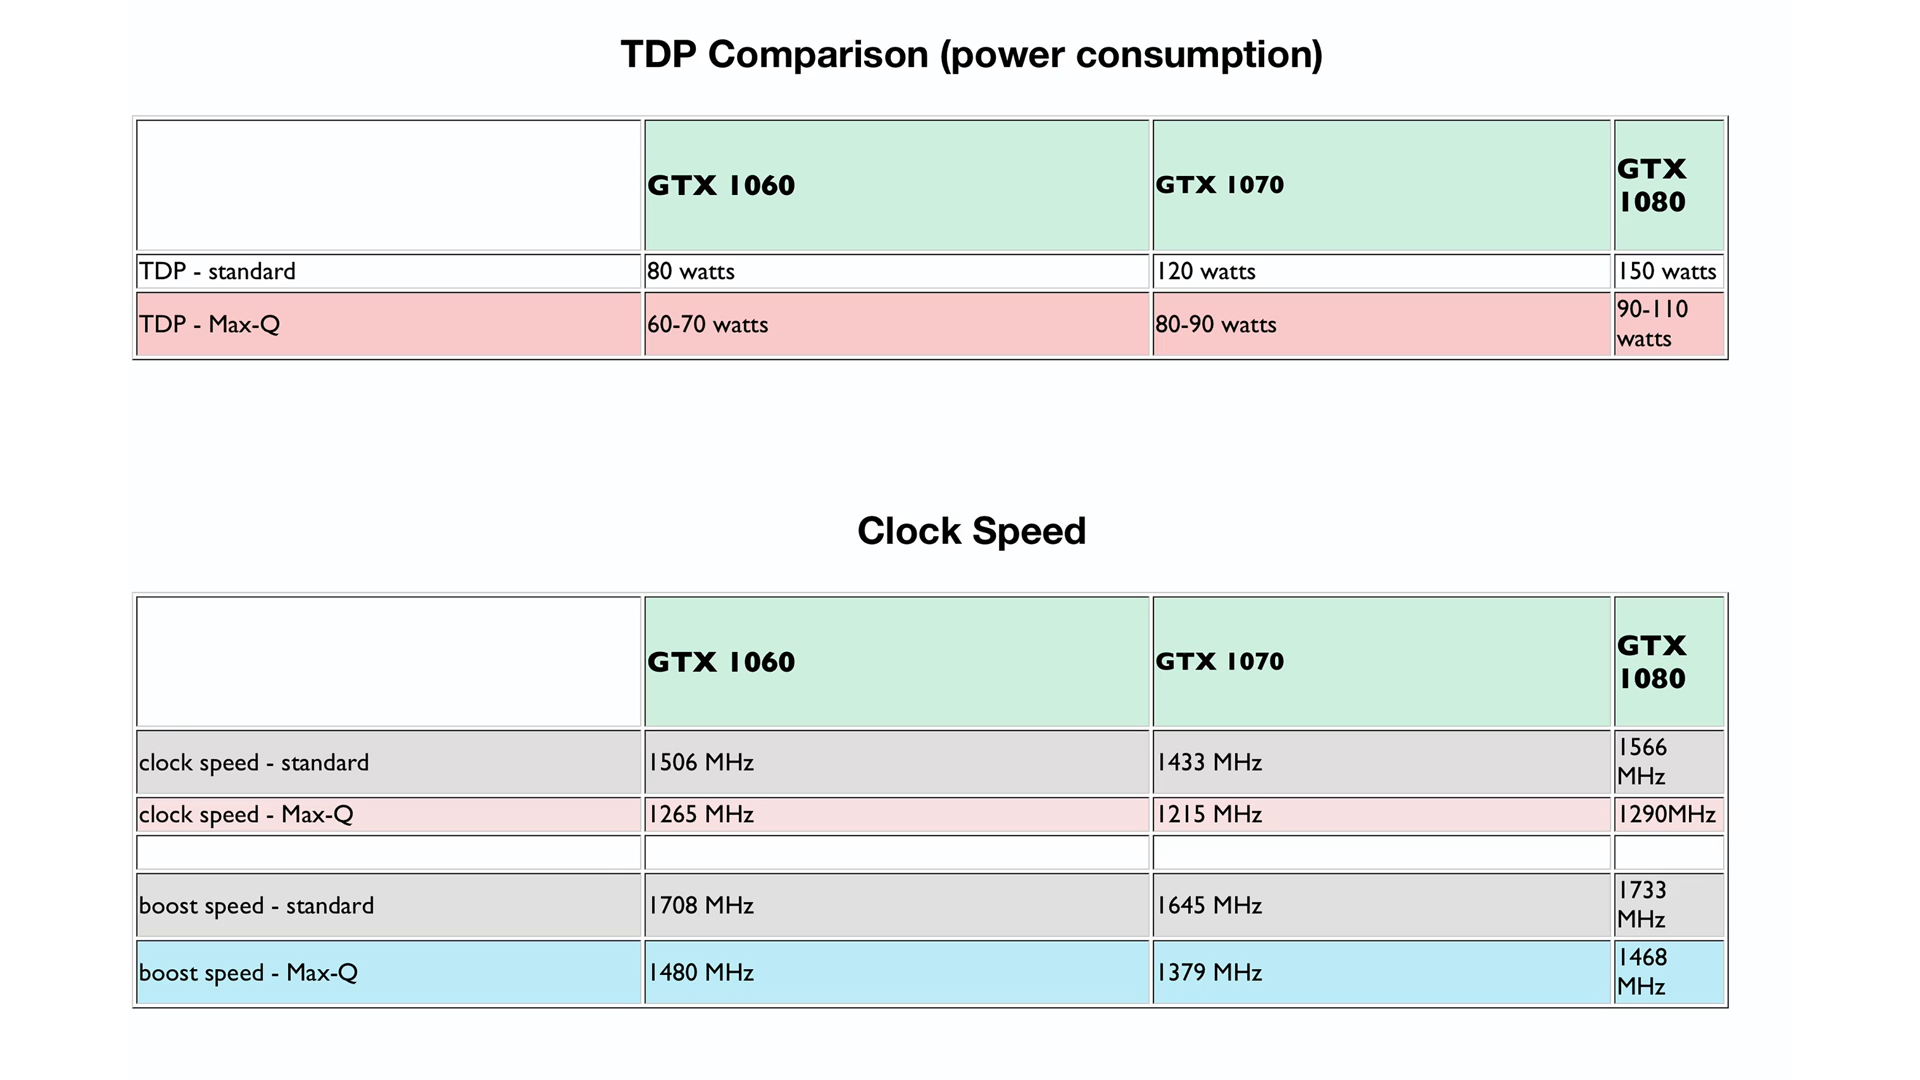 TDP Comparison (power consumption)
GTX 1060 GTX 1070 GTX
1080
TDP - standard 80 watts 120 watts 150 watts
TDP - Max-Q 60-70 watts 80-90 watts 90-110
watts
Clock Speed
GTX 1060 GTX 1070 GTX
1080
clock speed - standard 1506 MHz 1433 MHz 1566
MHz
clock speed - Max-Q 1265 MHz 1215 MHz 1290MHz
boost speed - standard 1708 MHz 1645 MHz 1733
MHz
boost speed - Max-Q 1480 MHz 1379 MHz 1468
MHz